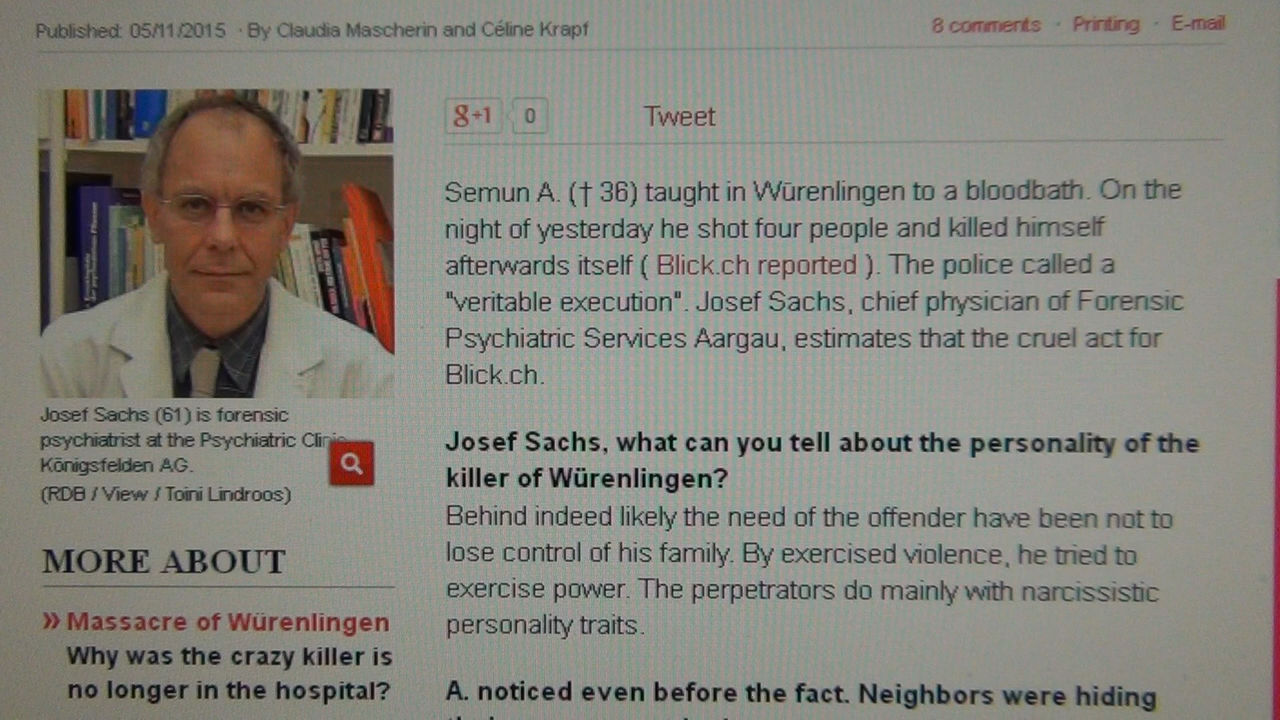 Published: 05/11/2015 · By Claudia Mascherin and Céline Krapf
8 comments · Printing · E-mail
g+1 0 Tweet
Josef Sachs (61) is forensic
psychiatrist at the Psychiatric Clinic
Königsfelden AG.
(RDB / View / Toini Lindroos)
MORE ABOUT
» Massacre of Würenlingen
Why was the crazy killer is
no longer in the hospital?
Semun A. († 36) taught in Würenlingen to a bloodbath. On the
night of yesterday he shot four people and killed himself
afterwards itself ( Blick.ch reported ). The police called a
"veritable execution". Josef Sachs, chief physician of Forensic
Psychiatric Services Aargau, estimates that the cruel act for
Blick.ch.
Josef Sachs, what can you tell about the personality of the
killer of Würenlingen?
Behind indeed likely the need of the offender have been not to
lose control of his family. By exercised violence, he tried to
exercise power. The perpetrators do mainly with narcissistic
personality traits.
A. noticed even before the fact. Neighbors were hiding